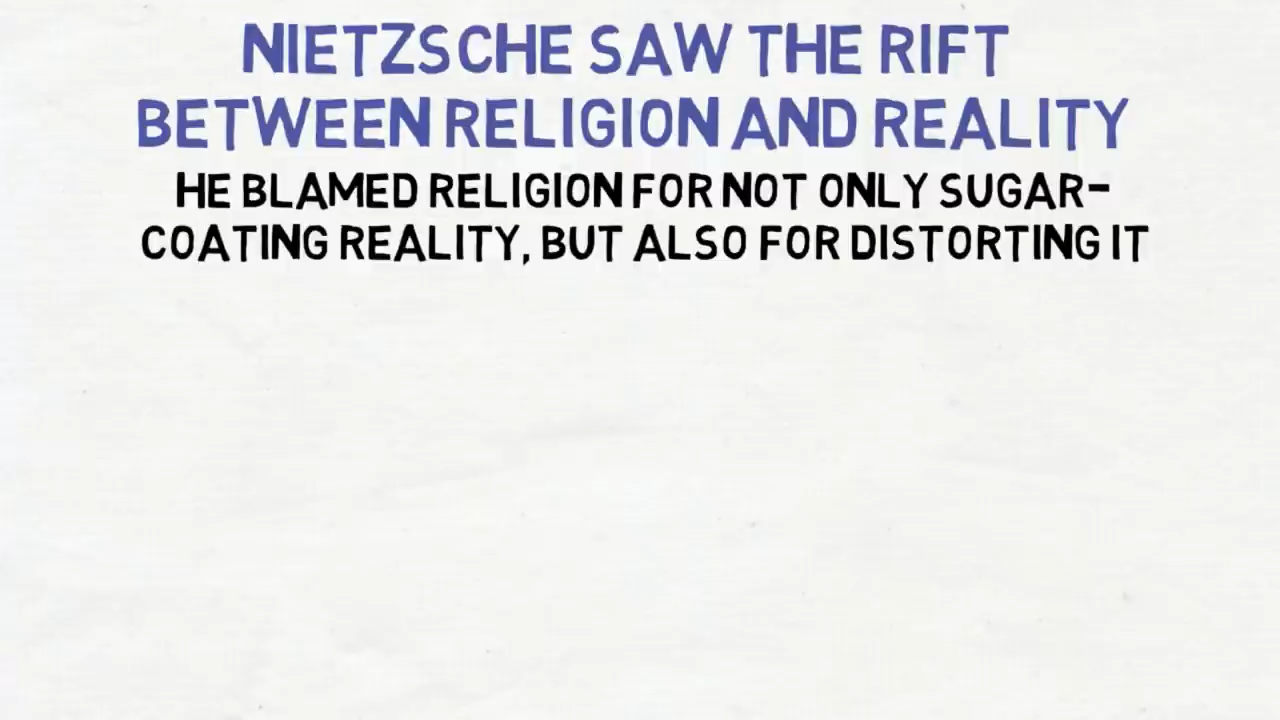 NIETZSCHE SAW THE RIFT
BETWEEN RELIGION AND REALITY
HE BLAMED RELIGION FOR NOT ONLY SUGAR-
COATING REALITY, BUT ALSO FOR DISTORTING IT